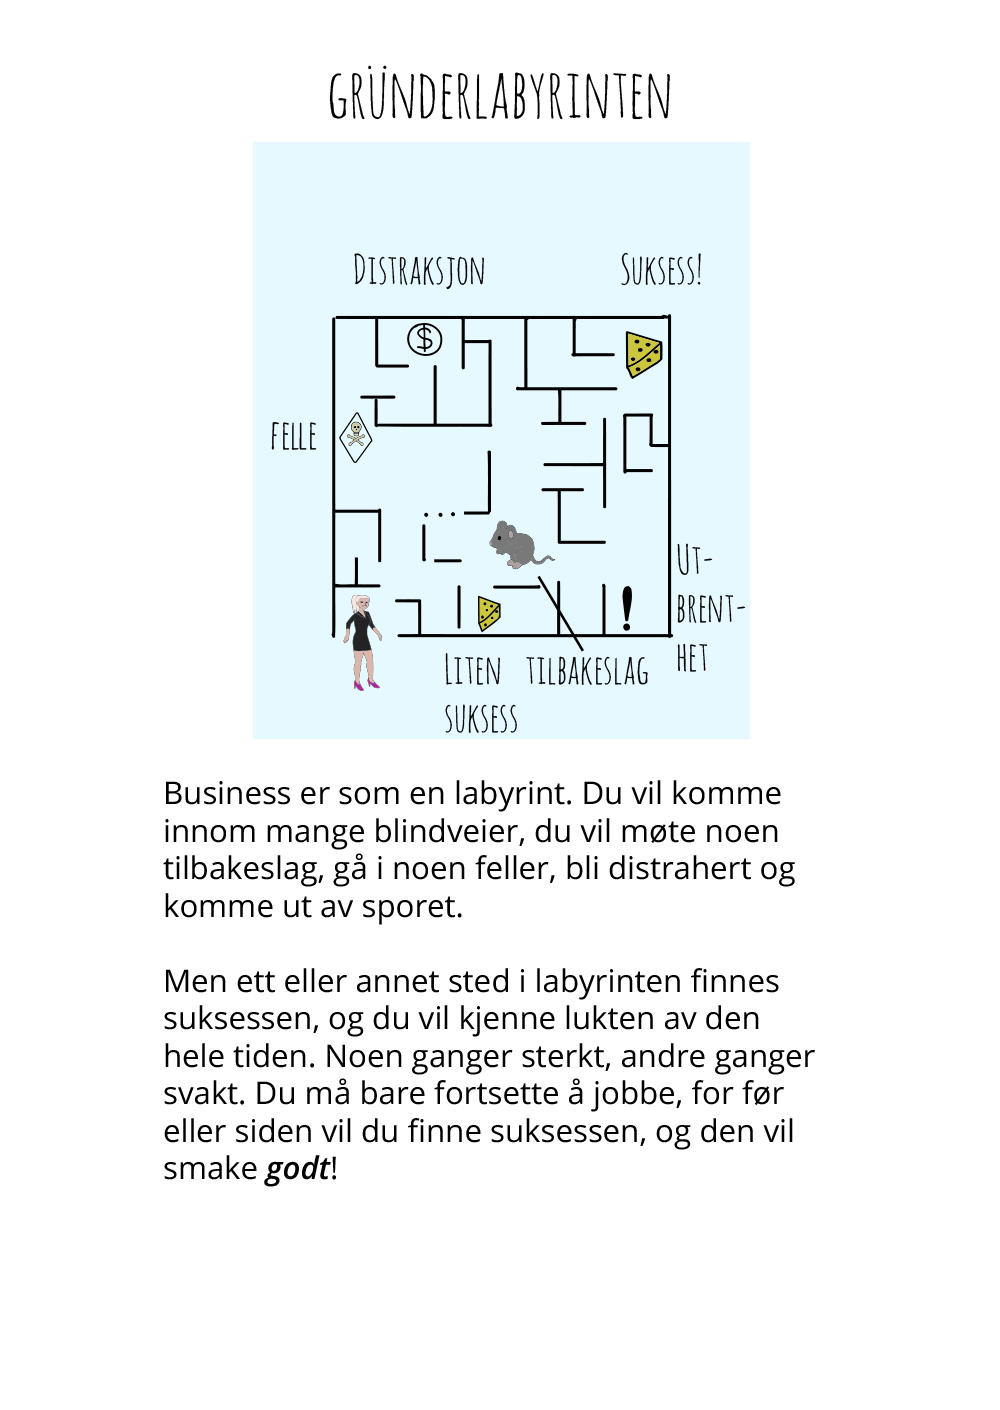 GRÜNDERLABYRINTEN
DISTRAKSJON
SUKSESS!
$
FELLE
...
!
UT-
BRENT-
HET
LITEN
SUKSESS
TILBAKESLAG
Business er som en labyrint. Du vil komme
innom mange blindveier, du vil møte noen
tilbakeslag, gå i noen feller, bli distrahert og
komme ut av sporet.
Men ett eller annet sted i labyrinten finnes
suksessen, og du vil kjenne lukten av den
hele tiden. Noen ganger sterkt, andre ganger
svakt. Du må bare fortsette å jobbe, for før
eller siden vil du finne suksessen, og den vil
smake godt!